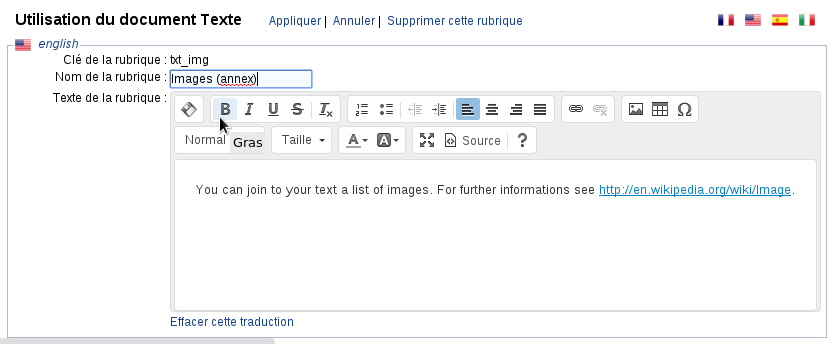 Utilisation du document Texte Appliquer | Annuler | Supprimer cette rubrique
english
Clé de la rubrique : txt_img
Nom de la rubrique : Images (annex)
Texte de la rubrique :
B I U S Ix Ω
Normal Gras Taille A A Source ?
You can join to your text a list of images. For further informations see http://en.wikipedia.org/wiki/Image.
Effacer cette traduction